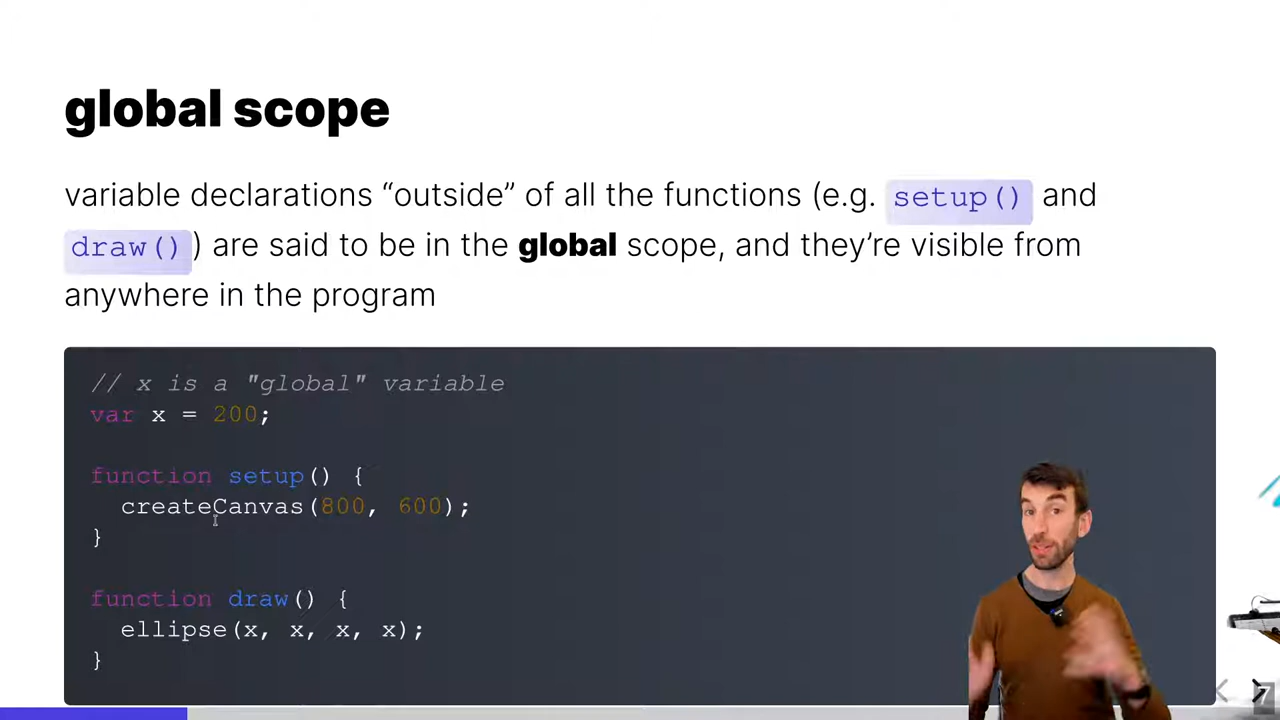 global scope
variable declarations “outside” of all the functions (e.g. setup() and
draw()) are said to be in the global scope, and they’re visible from
anywhere in the program
// x is a "global" variable
var x = 200;
function setup() {
  createCanvas(800, 600);
}
function draw() {
  ellipse(x, x, x, x);
}
7